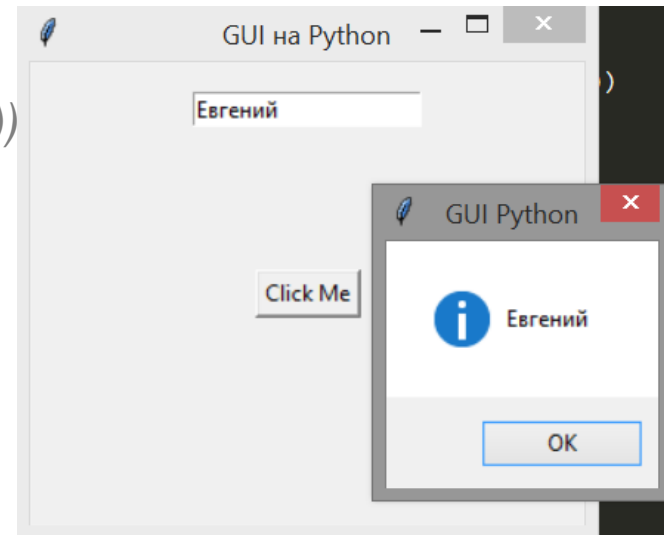 GUI на Python
)
)
Евгений
GUI Python
Click Me
Евгений
OK